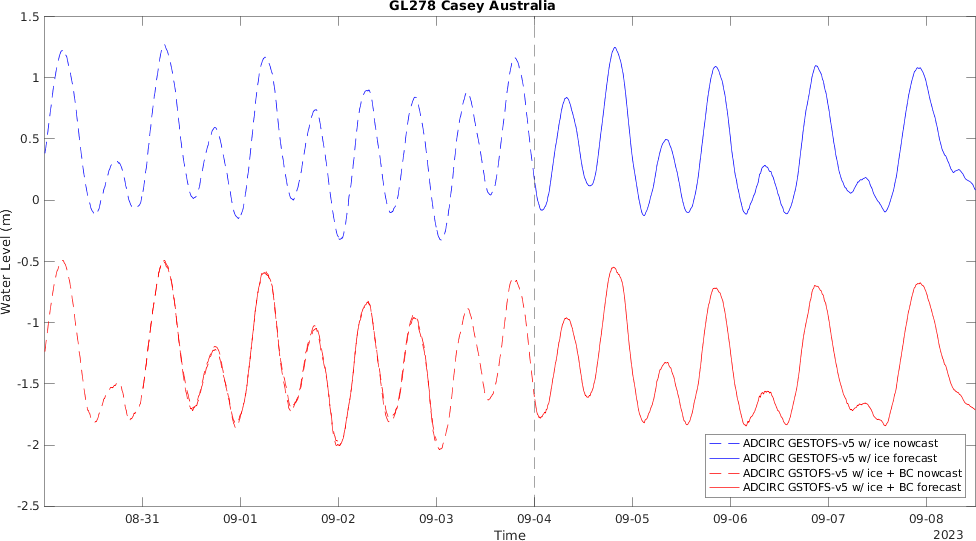 GL278 Casey Australia
1.5
1
0.5
0
-0.5
-1
-1.5
-2
-2.5
Water Level (m)
ADCIRC GESTOFS-v5 w/ ice nowcast
ADCIRC GESTOFS-v5 w/ ice forecast
ADCIRC GSTOFS-v5 w/ ice + BC nowcast
ADCIRC GSTOFS-v5 w/ ice + BC forecast
08-31 09-01 09-02 09-03 09-04 09-05 09-06 09-07 09-08
Time
2023